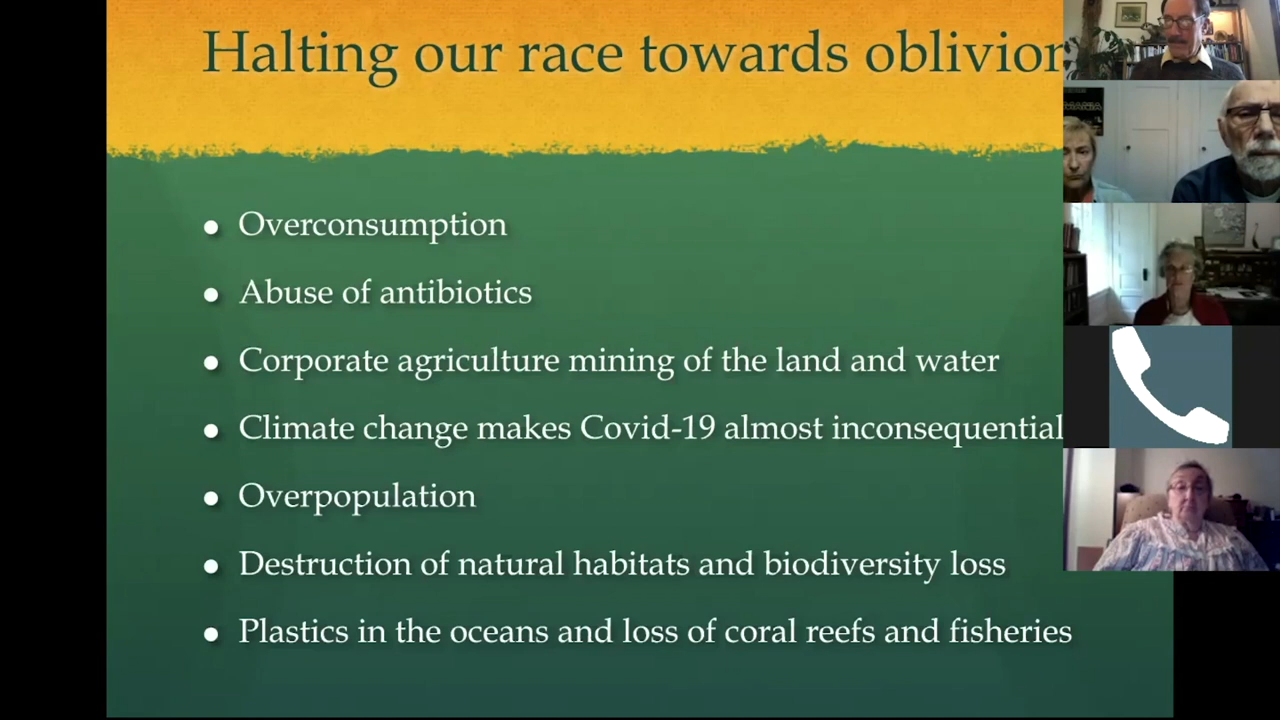 Halting our race towards oblivion
Overconsumption
Abuse of antibiotics
Corporate agriculture mining of the land and water
Climate change makes Covid-19 almost inconsequential
Overpopulation
Destruction of natural habitats and biodiversity loss
Plastics in the oceans and loss of coral reefs and fisheries